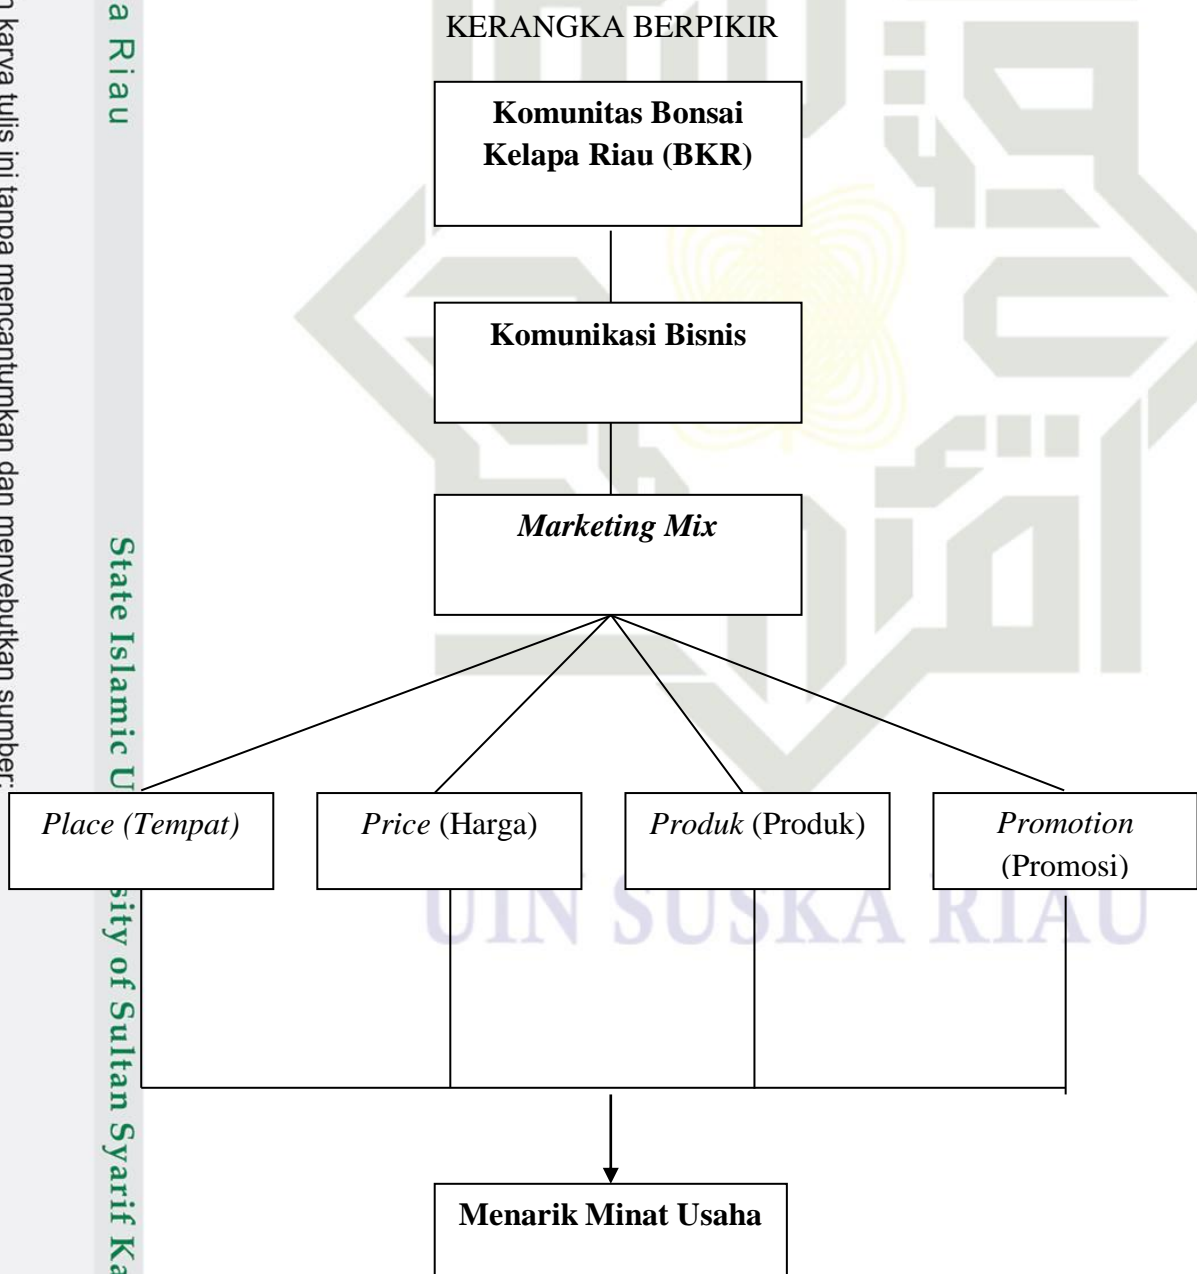 KERANGKA BERPIKIR
Komunitas Bonsai
Kelapa Riau (BKR)
Komunikasi Bisnis
Marketing Mix
Place (Tempat)
Price (Harga)
Produk (Produk)
Promotion
(Promosi)
Menarik Minat Usaha
UIN SUSKA RIAU
a Riau
State Islamic U
sity of Sultan Syarif Ka
karya tulis ini tanpa mencantumkan dan menyebutkan sumber: